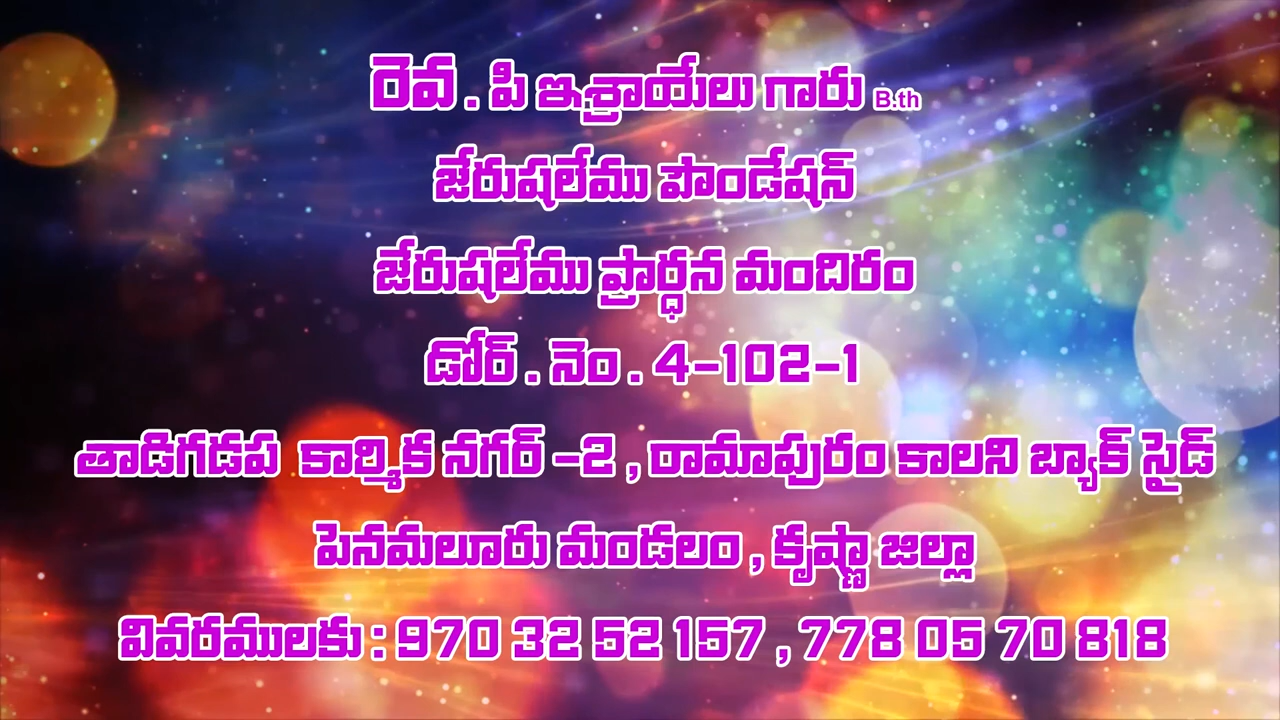 రెవ . పి ఇశ్రాయేలు గారు B.th
జేరుషలేము పౌండేషన్
జేరుషలేము ప్రార్ధన మందిరం
డోర్ . నెం . 4-102-1
తాడిగడప కార్మిక నగర్ -2 , రామాపురం కాలని బ్యాక్ సైడ్
పెనమలూరు మండలం , కృష్ణా జిల్లా
వివరములకు : 970 32 52 157 , 778 05 70 818